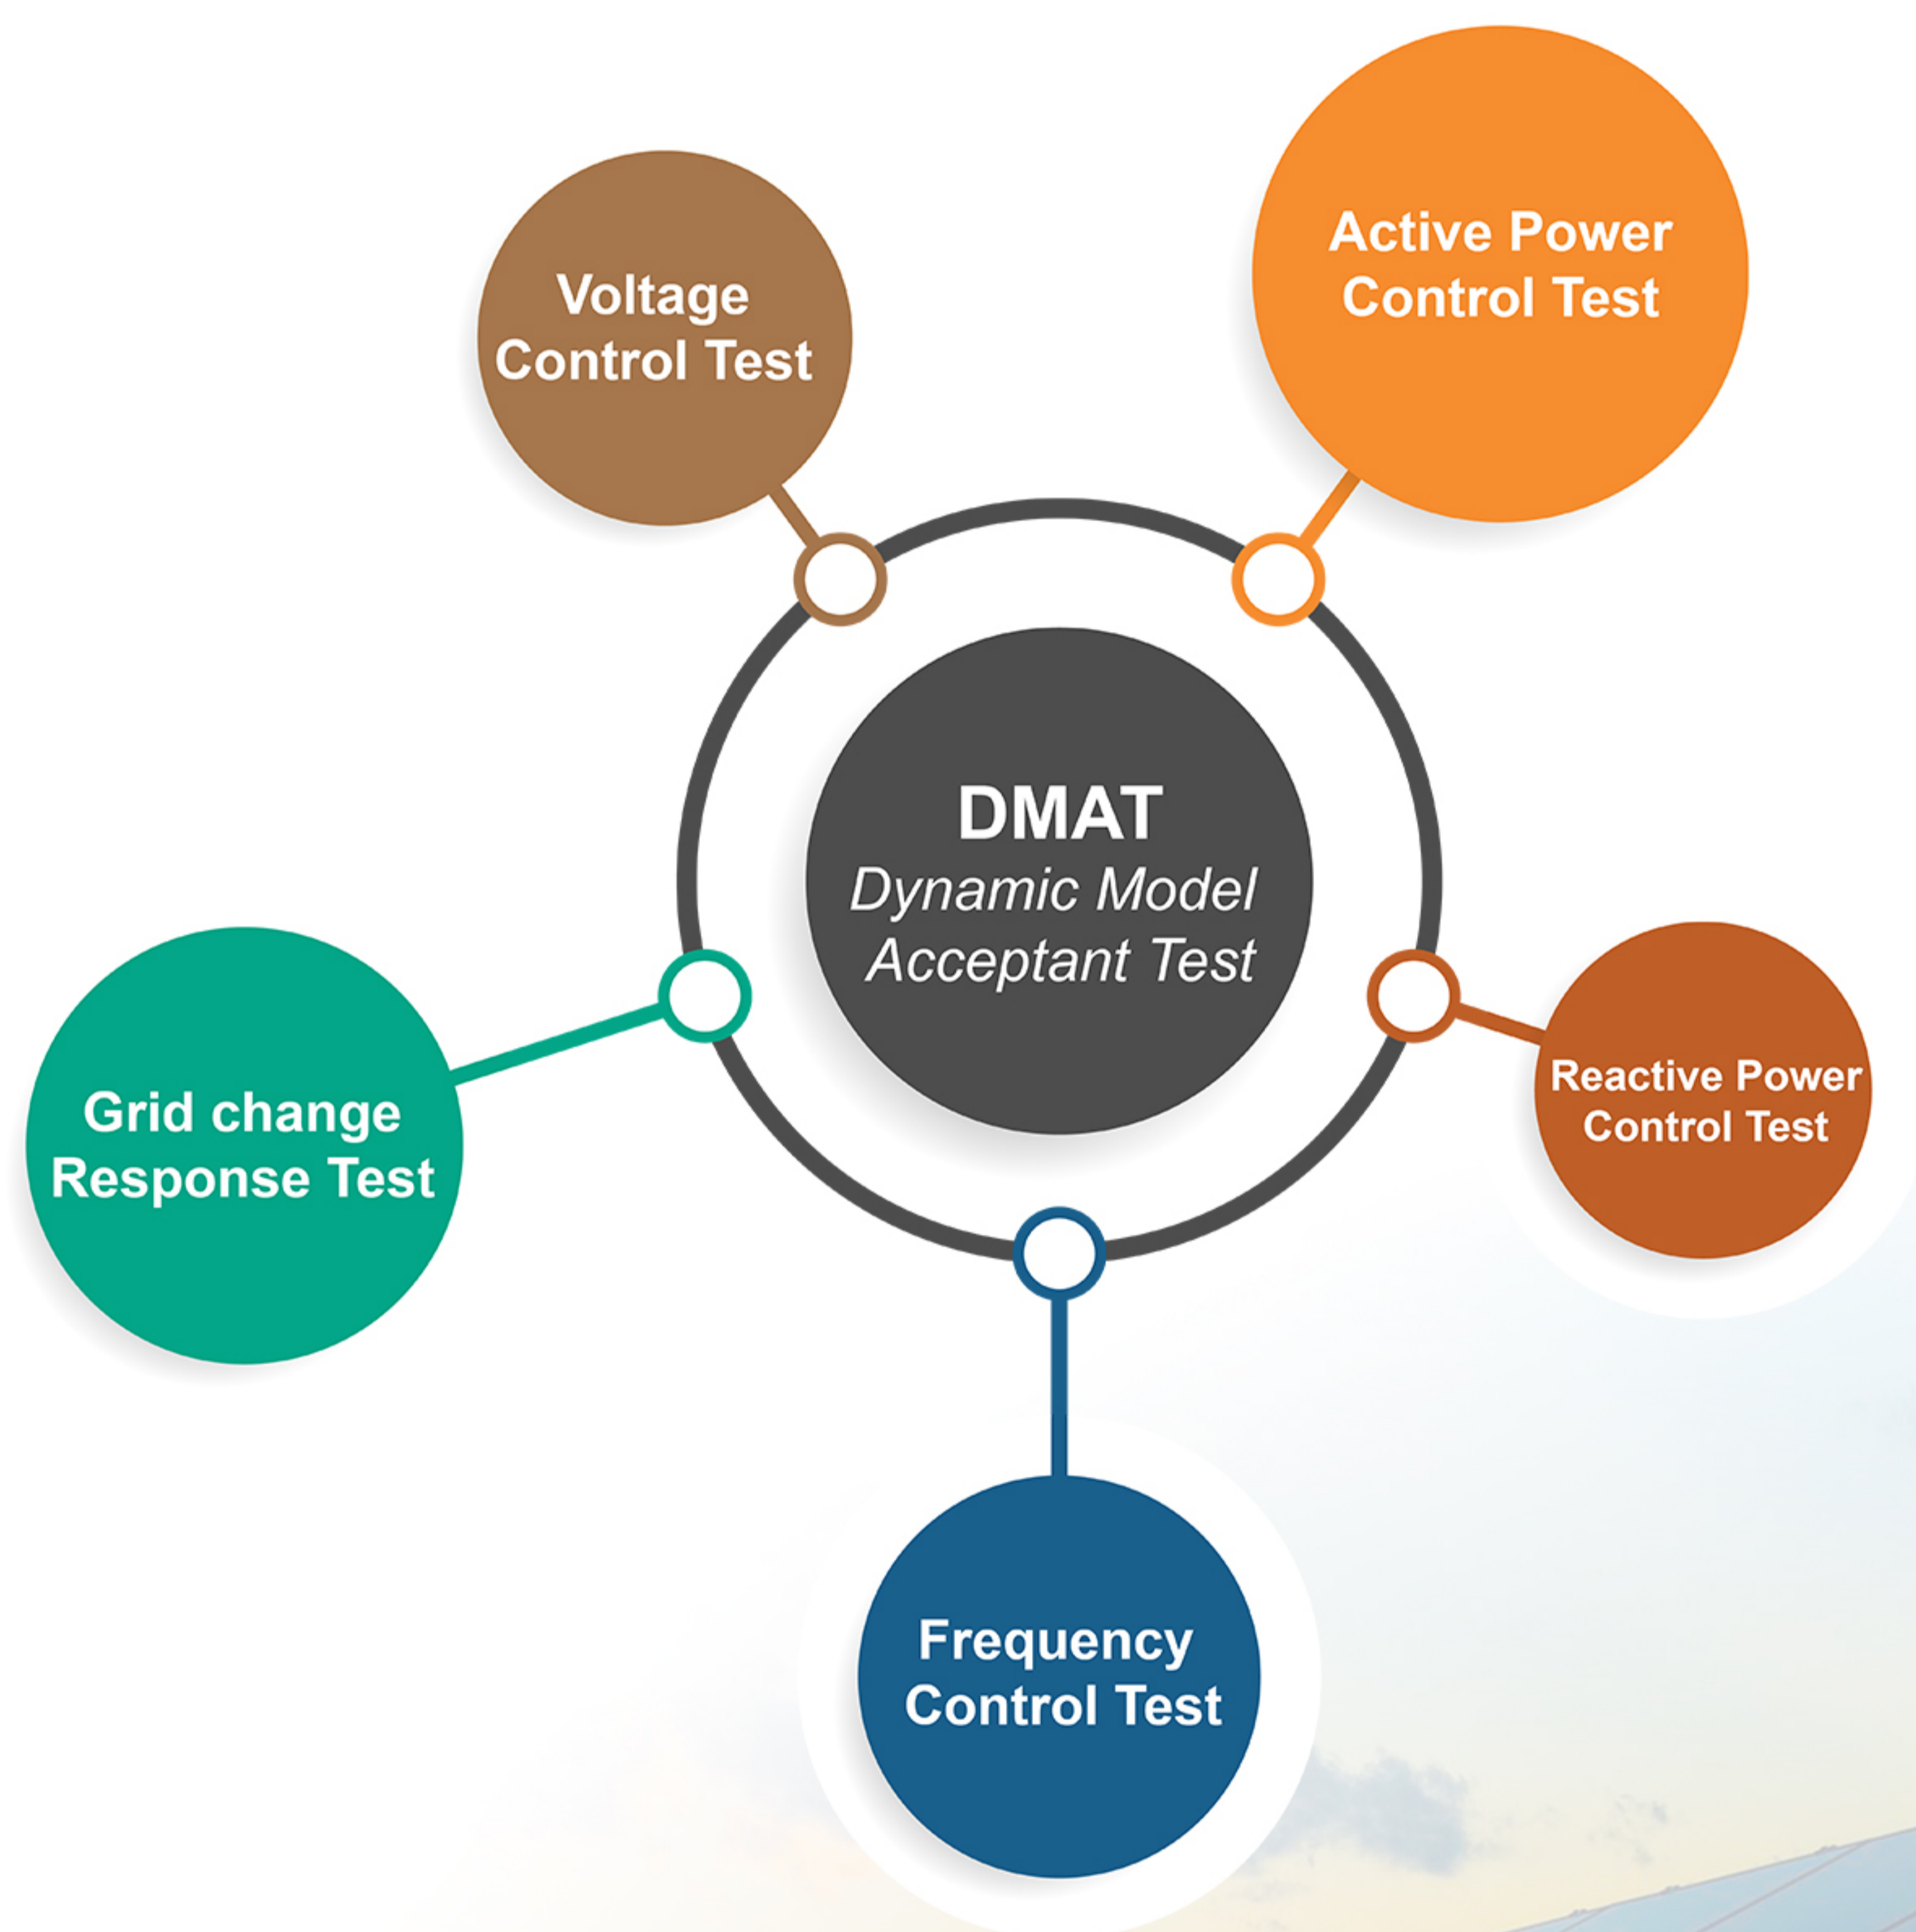 Active Power
Control Test
Voltage
Control Test
DMAT
Dynamic Model
Acceptant Test
Reactive Power
Control Test
Grid change
Response Test
Frequency
Control Test